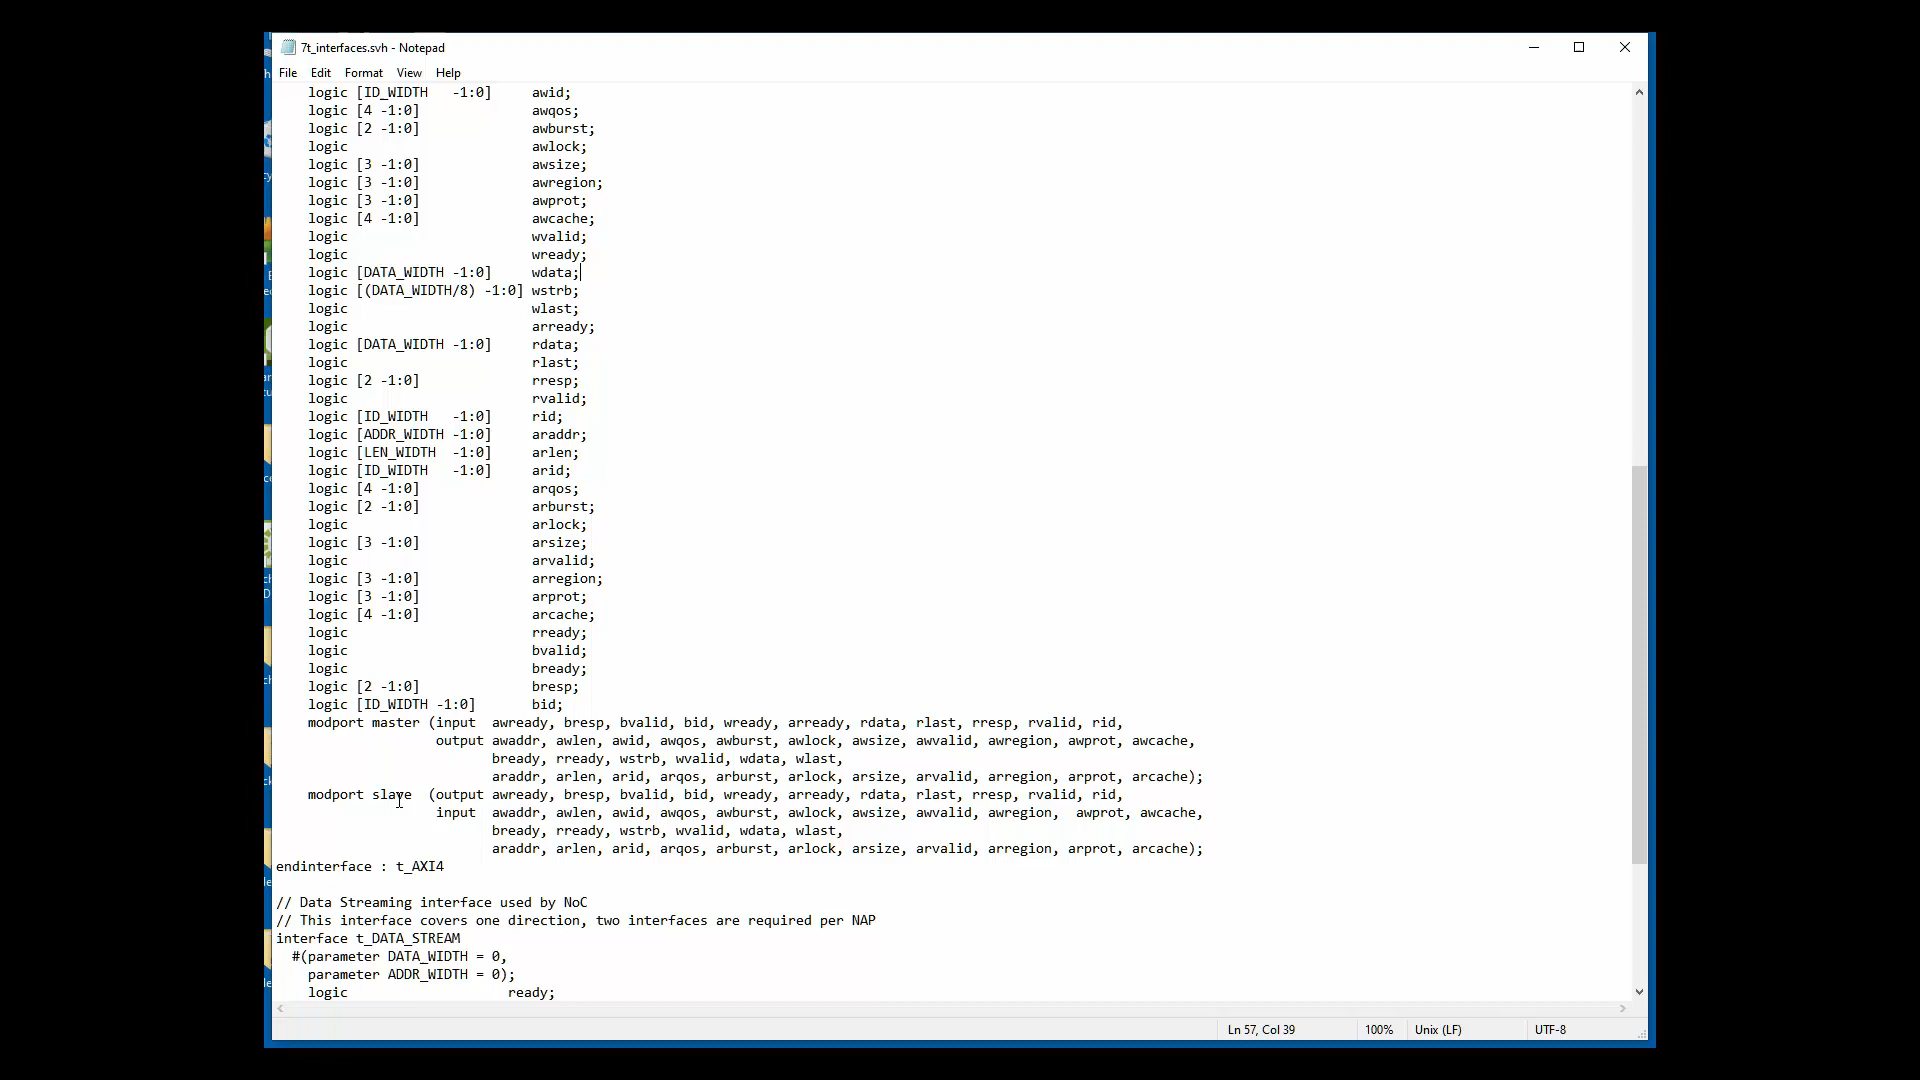 7t_interfaces.svh - Notepad
File Edit Format View Help
logic [ID_WIDTH   -1:0]     awid;
logic [4 -1:0]              awqos;
logic [2 -1:0]              awburst;
logic                       awlock;
logic [3 -1:0]              awsize;
logic [3 -1:0]              awregion;
logic [3 -1:0]              awprot;
logic [4 -1:0]              awcache;
logic                       wvalid;
logic                       wready;
logic [DATA_WIDTH -1:0]     wdata;
logic [(DATA_WIDTH/8) -1:0] wstrb;
logic                       wlast;
logic                       arready;
logic [DATA_WIDTH -1:0]     rdata;
logic                       rlast;
logic [2 -1:0]              rresp;
logic                       rvalid;
logic [ID_WIDTH   -1:0]     rid;
logic [ADDR_WIDTH -1:0]     araddr;
logic [LEN_WIDTH  -1:0]     arlen;
logic [ID_WIDTH   -1:0]     arid;
logic [4 -1:0]              arqos;
logic [2 -1:0]              arburst;
logic                       arlock;
logic [3 -1:0]              arsize;
logic                       arvalid;
logic [3 -1:0]              arregion;
logic [3 -1:0]              arprot;
logic [4 -1:0]              arcache;
logic                       rready;
logic                       bvalid;
logic                       bready;
logic [2 -1:0]              bresp;
logic [ID_WIDTH -1:0]       bid;
modport master (input  awready, bresp, bvalid, bid, wready, arready, rdata, rlast, rresp, rvalid, rid,
output awaddr, awlen, awid, awqos, awburst, awlock, awsize, awvalid, awregion, awprot, awcache,
bready, rready, wstrb, wvalid, wdata, wlast,
araddr, arlen, arid, arqos, arburst, arlock, arsize, arvalid, arregion, arprot, arcache);
modport slave  (output awready, bresp, bvalid, bid, wready, arready, rdata, rlast, rresp, rvalid, rid,
input  awaddr, awlen, awid, awqos, awburst, awlock, awsize, awvalid, awregion,  awprot, awcache,
bready, rready, wstrb, wvalid, wdata, wlast,
araddr, arlen, arid, arqos, arburst, arlock, arsize, arvalid, arregion, arprot, arcache);
endinterface : t_AXI4
// Data Streaming interface used by NoC
// This interface covers one direction, two interfaces are required per NAP
interface t_DATA_STREAM
#(parameter DATA_WIDTH = 0,
parameter ADDR_WIDTH = 0);
logic                    ready;
Ln 57, Col 39 100% Unix (LF) UTF-8